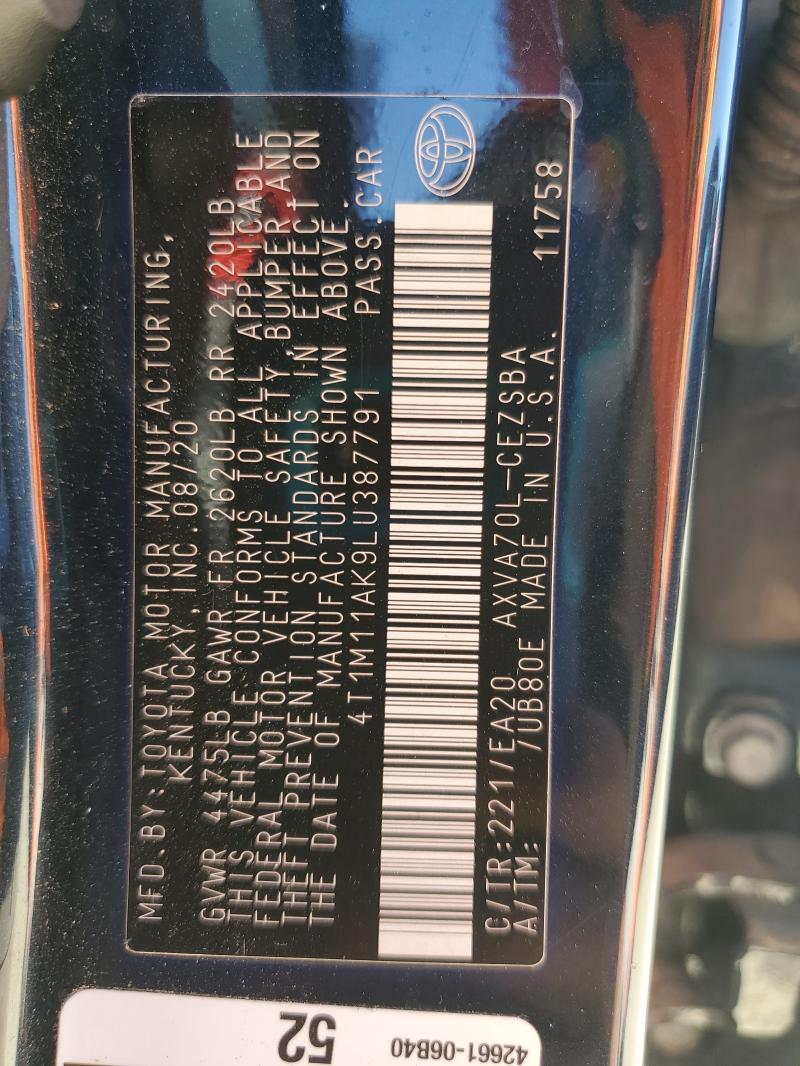 MFD.BY:TOYOTA MOTOR MANUFACTURING,
KENTUCKY,INC.08/20
GVWR 4475LB GAWR FR 2620LB RR 2420LB
THIS VEHICLE CONFORMS TO ALL APPLICABLE
FEDERAL MOTOR VEHICLE SAFETY,BUMPER,AND
THEFT PREVENTION STANDARDS IN EFFECT ON
THE DATE OF MANUFACTURE SHOWN ABOVE.
4T1M11AK9LU387791 PASS.CAR
C/TR:221/EA20 AXVA70L-CEZSBA 11758
A/TM: 7UB80E MADE IN U.S.A.
52
42661-06B40